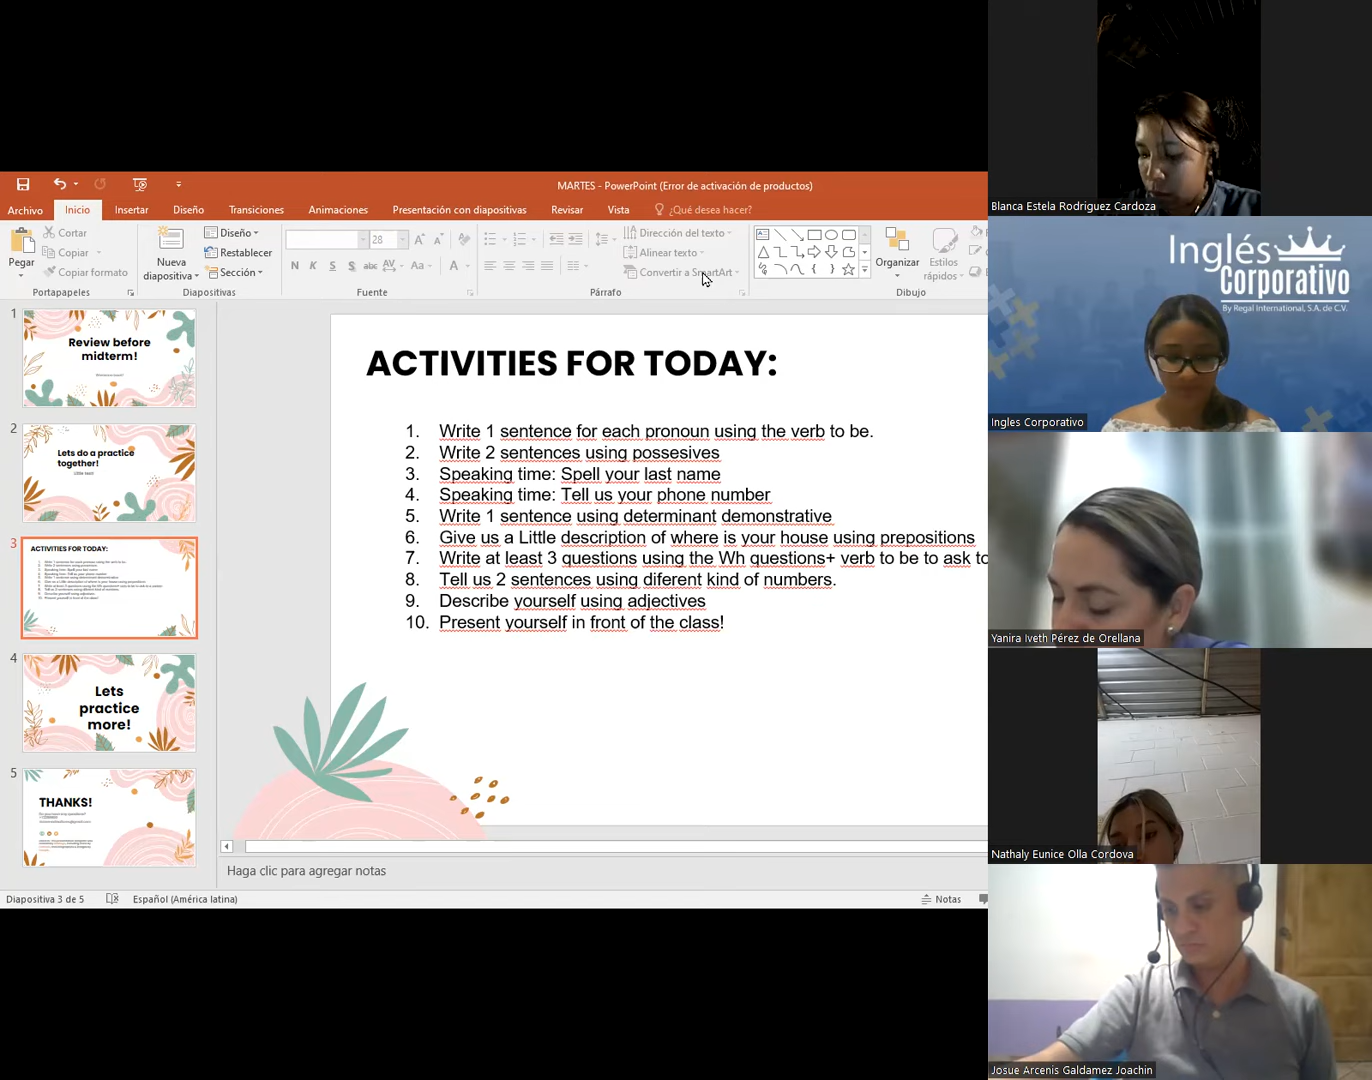 MARTES - PowerPoint (Error de activación de productos)
Archivo Inicio Insertar Diseño Transiciones Animaciones Presentación con diapositivas Revisar Vista ¿Qué desea hacer?
Pegar
Cortar
Copiar
Copiar formato
Portapapeles
Nueva
diapositiva
Diseño
Restablecer
Sección
Diapositivas
28
N K S S abc AV Aa A
Fuente
Dirección del texto
Alinear texto
Convertir a SmartArt
Párrafo
Organizar
Estilos
rápidos
Dibujo
1
Review before
midterm!
2
Lets do a practice
together!
3
ACTIVITIES FOR TODAY:
4
Lets
practice
more!
5
THANKS!
ACTIVITIES FOR TODAY:
1. Write 1 sentence for each pronoun using the verb to be.
2. Write 2 sentences using possesives
3. Speaking time: Spell your last name
4. Speaking time: Tell us your phone number
5. Write 1 sentence using determinant demonstrative
6. Give us a Little description of where is your house using prepositions
7. Write at least 3 questions using the Wh questions+ verb to be to ask to
8. Tell us 2 sentences using diferent kind of numbers.
9. Describe yourself using adjectives
10. Present yourself in front of the class!
Haga clic para agregar notas
Diapositiva 3 de 5 Español (América latina) Notas
Blanca Estela Rodriguez Cardoza
Inglés
Corporativo
By Regal International, S.A. de C.V.
Ingles Corporativo
Yanira Iveth Pérez de Orellana
Nathaly Eunice Olla Cordova
Josue Arcenis Galdamez Joachin